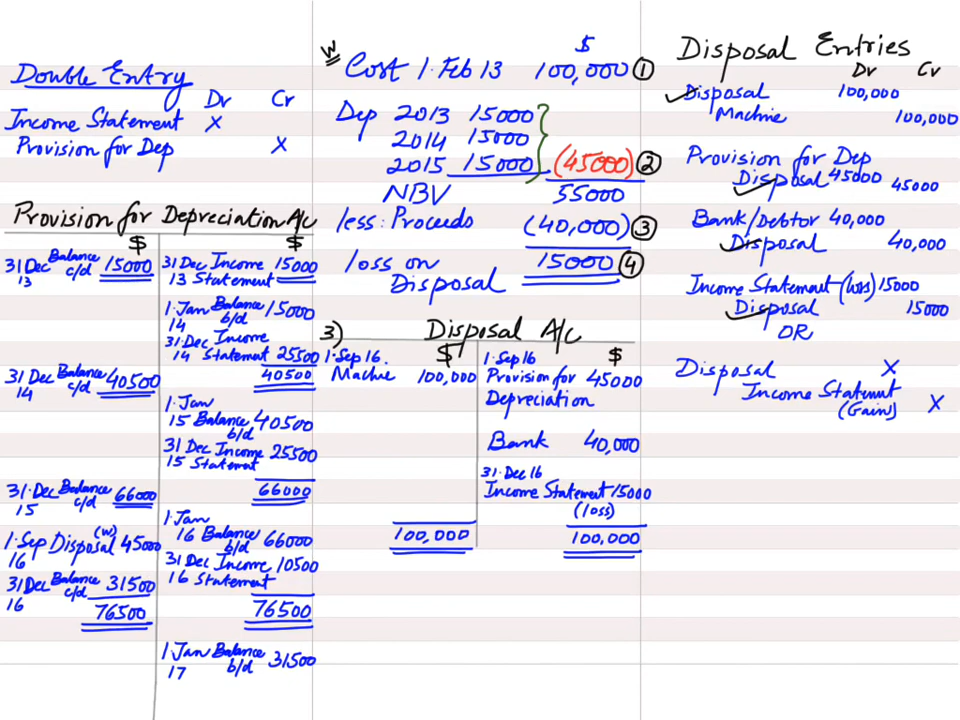 Double Entry
Dr Cr
Income Statement X
Provision for Dep X
Provision for Depreciation A/c
$ $
31 Dec 13 Balance c/d 15000
31 Dec 13 Income Statement 15000
1·Jan 14 Balance b/d 15000
31 Dec 14 Income Statement 25500
31 Dec 14 Balance c/d 40500
40500
1·Jan 15 Balance b/d 40500
31 Dec 15 Income Statement 25500
31·Dec 15 Balance c/d 66000
66000
1·Jan 16 Balance b/d 66000
1·Sep 16 Disposal (w) 45000
31 Dec 16 Income Statement 10500
31 Dec 16 Balance c/d 31500
76500
76500
1·Jan 17 Balance b/d 31500
W
$
Cost 1·Feb 13 100,000 ①
Dep 2013 15000
2014 15000
2015 15000 (45000) ②
NBV 55000
less: Proceeds (40,000) ③
loss on 15000 ④
Disposal
3) Disposal A/c
$ $
1·Sep 16. Machie 100,000
1·Sep 16
Provision for 45000
Depreciation
Bank 40,000
31·Dec 16
Income Statement 15000
(loss)
100,000 100,000
Disposal Entries
Dr Cr
Disposal 100,000
Machine 100,000
Provision for Dep
Disposal 45000 45000
Bank/Debtor 40,000
Disposal 40,000
Income Statement (loss) 15000
Disposal 15000
OR
Disposal X
Income Statemnt
(Gain) X